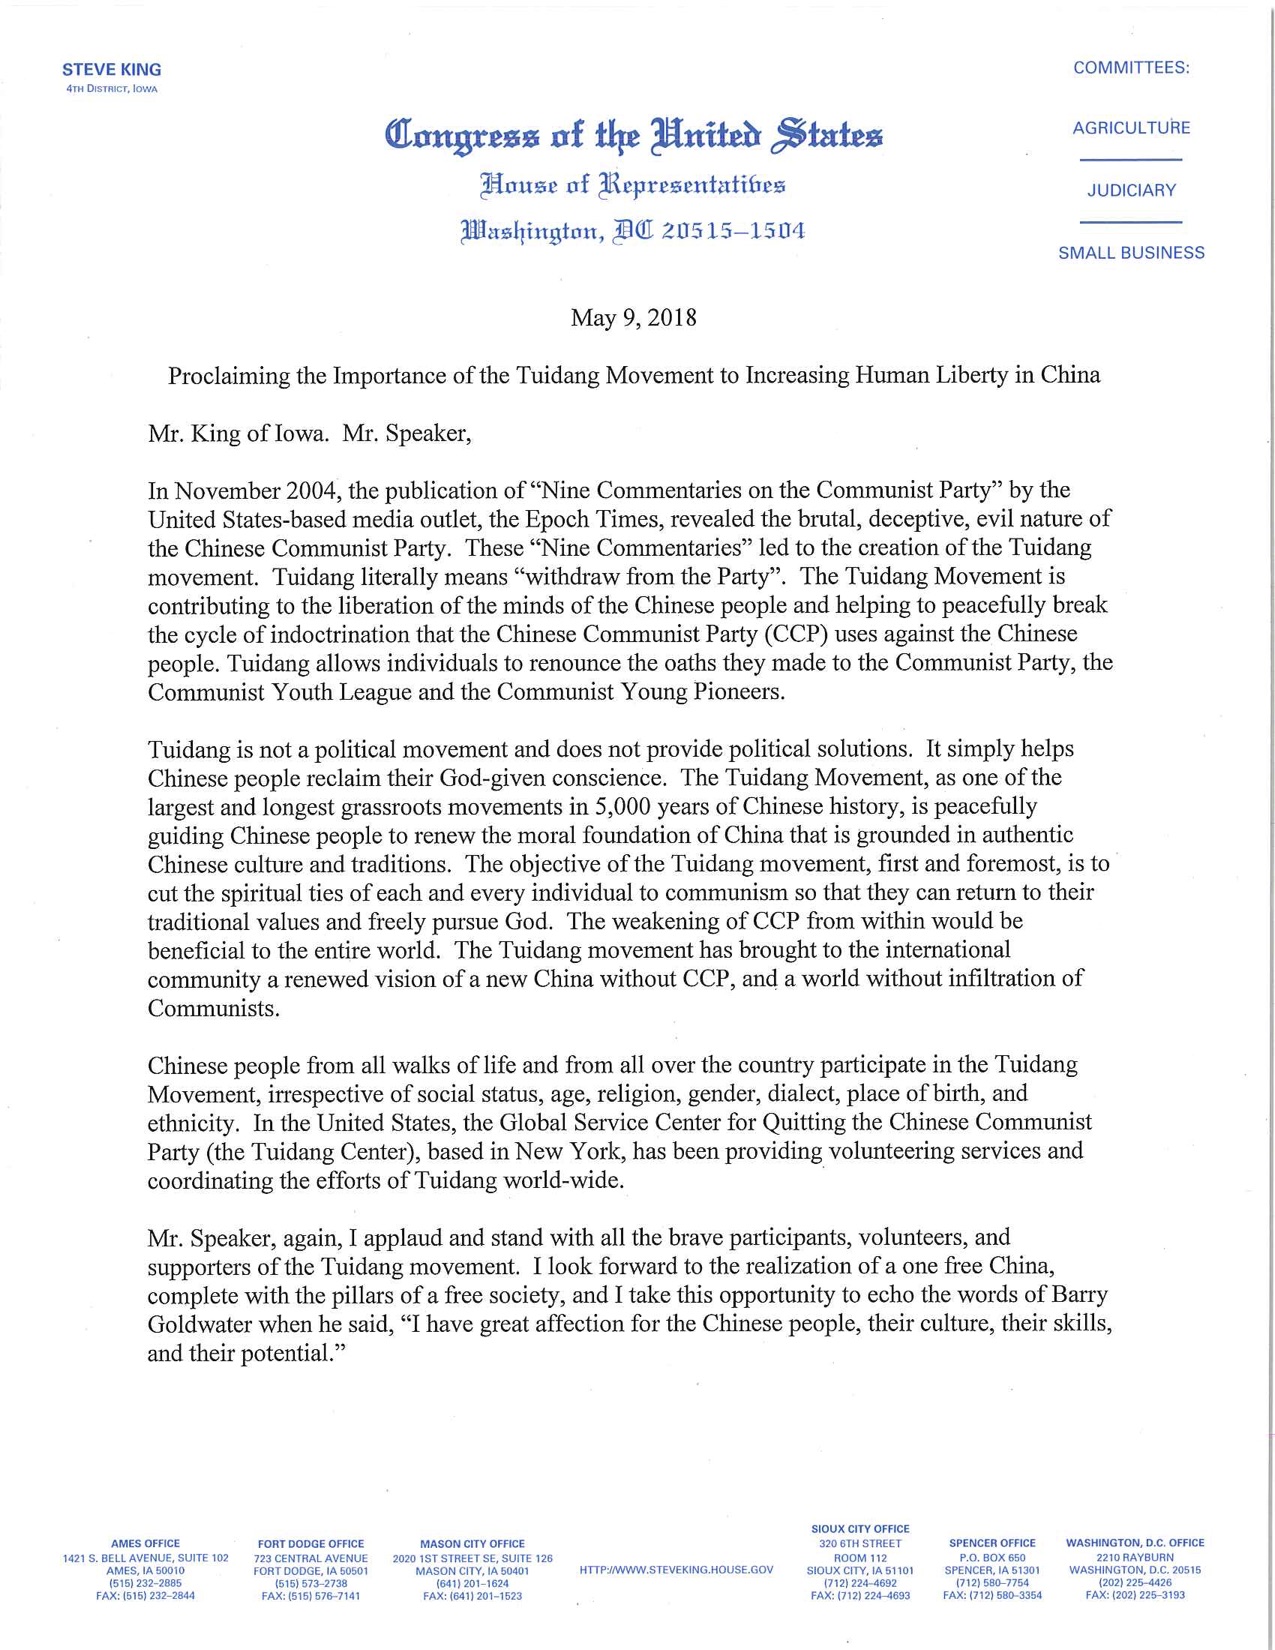 STEVE KING
4TH DISTRICT, IOWA
COMMITTEES:
AGRICULTURE
JUDICIARY
SMALL BUSINESS
Congress of the United States
House of Representatives
Washington, DC 20515–1504
May 9, 2018
Proclaiming the Importance of the Tuidang Movement to Increasing Human Liberty in China
Mr. King of Iowa.  Mr. Speaker,
In November 2004, the publication of “Nine Commentaries on the Communist Party” by the
United States-based media outlet, the Epoch Times, revealed the brutal, deceptive, evil nature of
the Chinese Communist Party.  These “Nine Commentaries” led to the creation of the Tuidang
movement.  Tuidang literally means “withdraw from the Party”.  The Tuidang Movement is
contributing to the liberation of the minds of the Chinese people and helping to peacefully break
the cycle of indoctrination that the Chinese Communist Party (CCP) uses against the Chinese
people. Tuidang allows individuals to renounce the oaths they made to the Communist Party, the
Communist Youth League and the Communist Young Pioneers.
Tuidang is not a political movement and does not provide political solutions.  It simply helps
Chinese people reclaim their God-given conscience.  The Tuidang Movement, as one of the
largest and longest grassroots movements in 5,000 years of Chinese history, is peacefully
guiding Chinese people to renew the moral foundation of China that is grounded in authentic
Chinese culture and traditions.  The objective of the Tuidang movement, first and foremost, is to
cut the spiritual ties of each and every individual to communism so that they can return to their
traditional values and freely pursue God.  The weakening of CCP from within would be
beneficial to the entire world.  The Tuidang movement has brought to the international
community a renewed vision of a new China without CCP, and a world without infiltration of
Communists.
Chinese people from all walks of life and from all over the country participate in the Tuidang
Movement, irrespective of social status, age, religion, gender, dialect, place of birth, and
ethnicity.  In the United States, the Global Service Center for Quitting the Chinese Communist
Party (the Tuidang Center), based in New York, has been providing volunteering services and
coordinating the efforts of Tuidang world-wide.
Mr. Speaker, again, I applaud and stand with all the brave participants, volunteers, and
supporters of the Tuidang movement.  I look forward to the realization of a one free China,
complete with the pillars of a free society, and I take this opportunity to echo the words of Barry
Goldwater when he said, “I have great affection for the Chinese people, their culture, their skills,
and their potential.”
AMES OFFICE
1421 S. BELL AVENUE, SUITE 102
AMES, IA 50010
(515) 232–2885
FAX: (515) 232–2844
FORT DODGE OFFICE
723 CENTRAL AVENUE
FORT DODGE, IA 50501
(515) 573–2738
FAX: (515) 576–7141
MASON CITY OFFICE
2020 1ST STREET SE, SUITE 126
MASON CITY, IA 50401
(641) 201–1624
FAX: (641) 201–1523
HTTP://WWW.STEVEKING.HOUSE.GOV
SIOUX CITY OFFICE
320 6TH STREET
ROOM 112
SIOUX CITY, IA 51101
(712) 224–4692
FAX: (712) 224–4693
SPENCER OFFICE
P.O. BOX 650
SPENCER, IA 51301
(712) 580–7754
FAX: (712) 580–3354
WASHINGTON, D.C. OFFICE
2210 RAYBURN
WASHINGTON, D.C. 20515
(202) 225–4426
FAX: (202) 225–3193